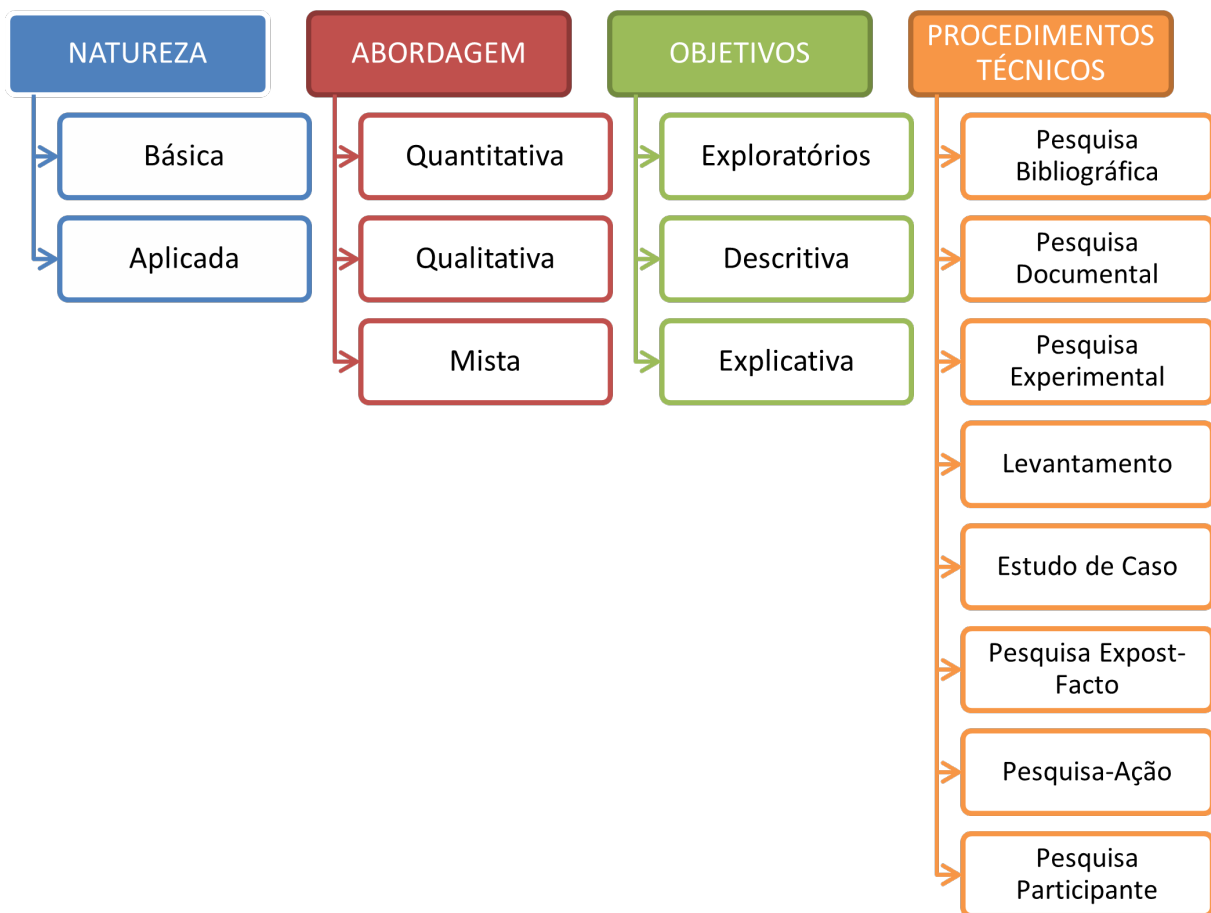 NATUREZA
Básica
Aplicada
ABORDAGEM
Quantitativa
Qualitativa
Mista
OBJETIVOS
Exploratórios
Descritiva
Explicativa
PROCEDIMENTOS
TÉCNICOS
Pesquisa
Bibliográfica
Pesquisa
Documental
Pesquisa
Experimental
Levantamento
Estudo de Caso
Pesquisa Expost-
Facto
Pesquisa-Ação
Pesquisa
Participante